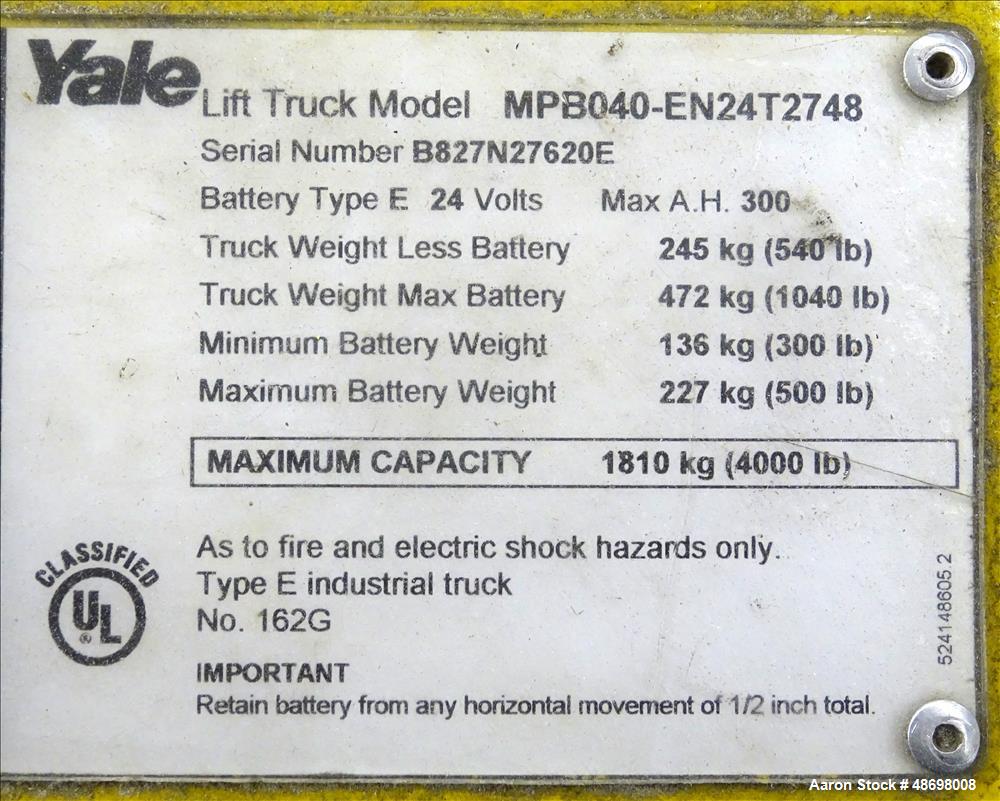 Yale
Lift Truck Model MPB040-EN24T2748
Serial Number B827N27620E
Battery Type E 24 Volts Max A.H. 300
Truck Weight Less Battery 245 kg (540 lb)
Truck Weight Max Battery 472 kg (1040 lb)
Minimum Battery Weight 136 kg (300 lb)
Maximum Battery Weight 227 kg (500 lb)
MAXIMUM CAPACITY 1810 kg (4000 lb)
CLASSIFIED
UL®
As to fire and electric shock hazards only.
Type E industrial truck
No. 162G
IMPORTANT
Retain battery from any horizontal movement of 1/2 inch total.
524148605 2
Aaron Stock # 48698008